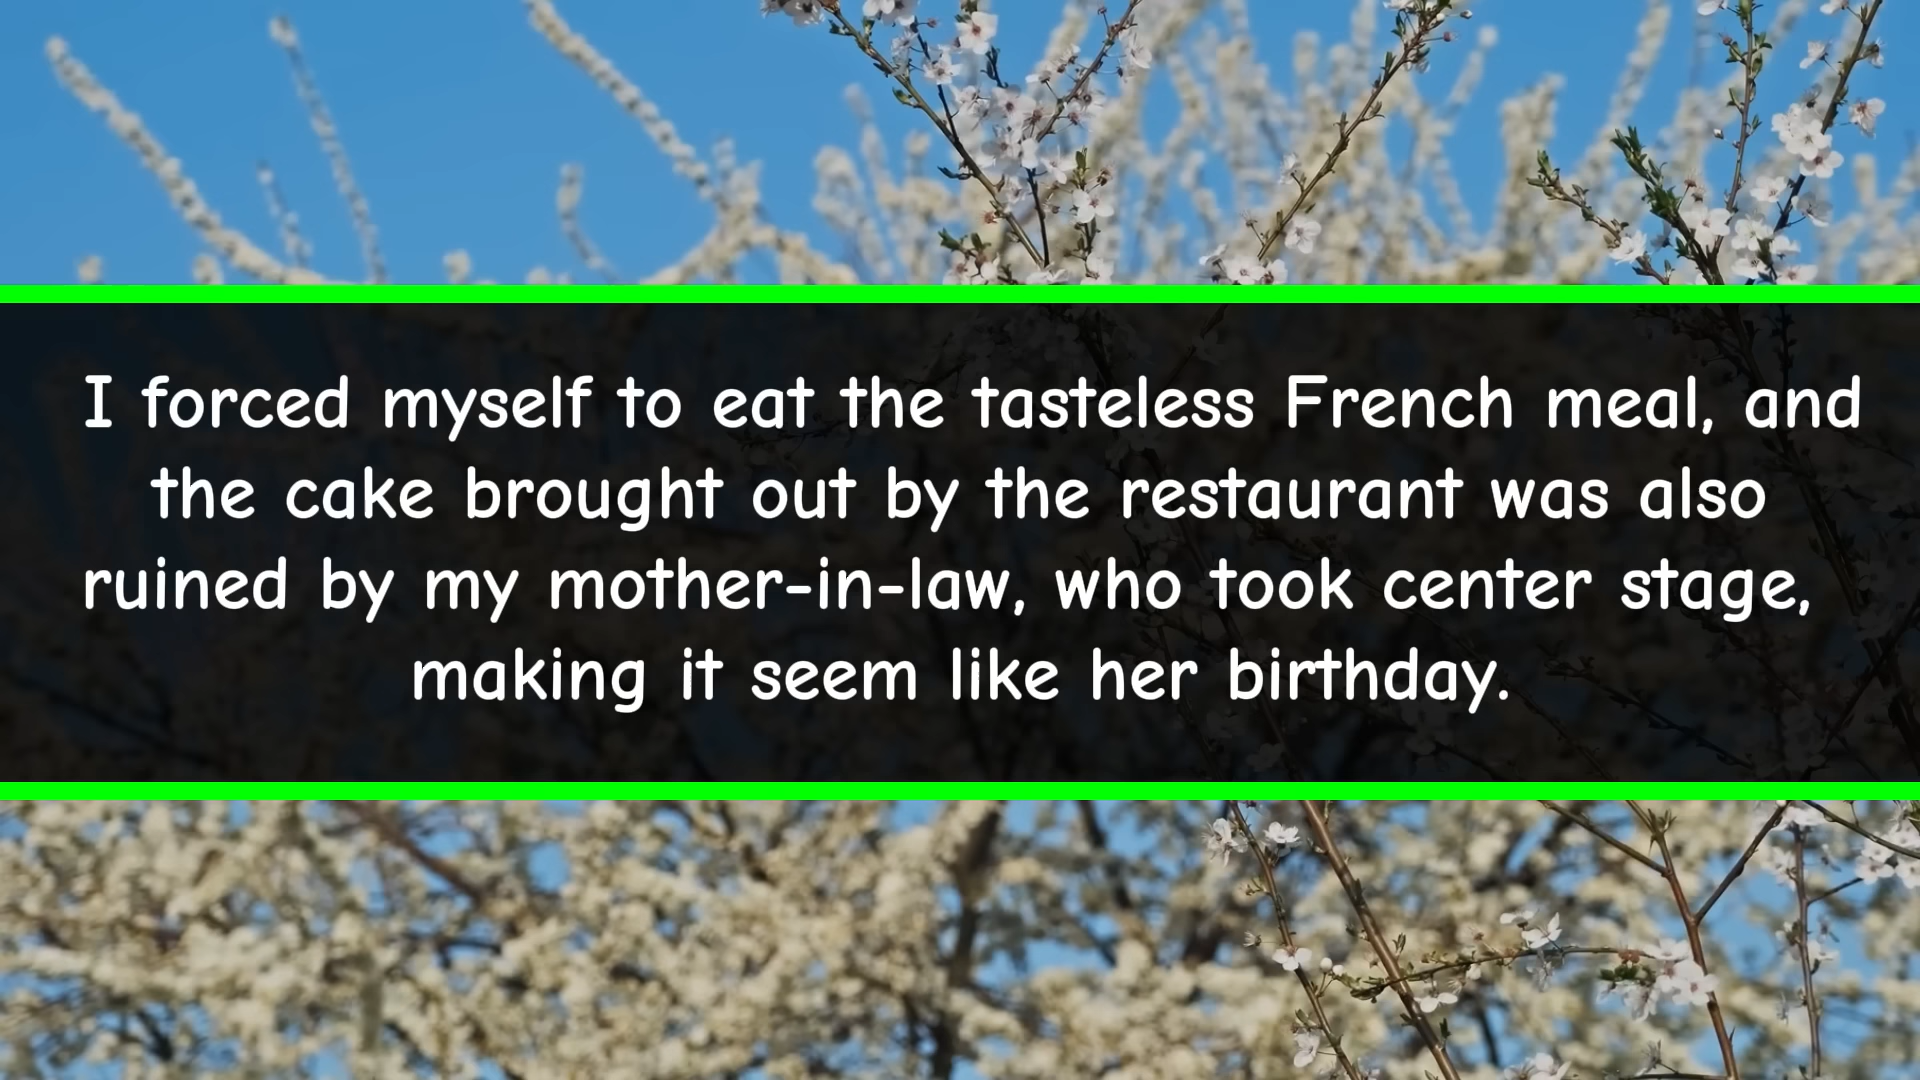 I forced myself to eat the tasteless French meal, and
the cake brought out by the restaurant was also
ruined by my mother-in-law, who took center stage,
making it seem like her birthday.